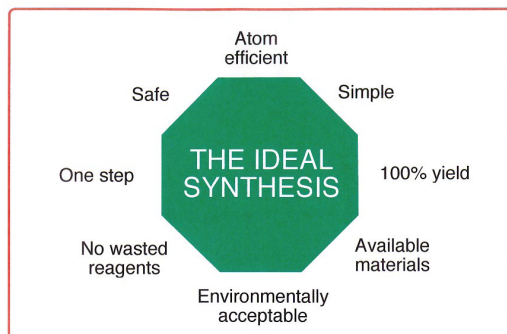 Atom
efficient
Safe
Simple
THE IDEAL
SYNTHESIS
One step
100% yield
No wasted
reagents
Available
materials
Environmentally
acceptable